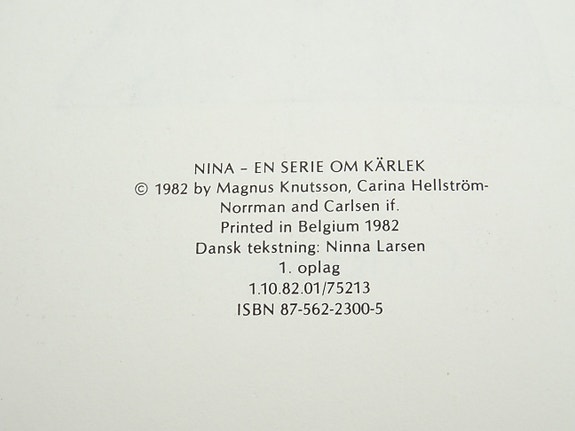 NINA – EN SERIE OM KÄRLEK
© 1982 by Magnus Knutsson, Carina Hellström-
Norrman and Carlsen if.
Printed in Belgium 1982
Dansk tekstning: Ninna Larsen
1. oplag
1.10.82.01/75213
ISBN 87-562-2300-5